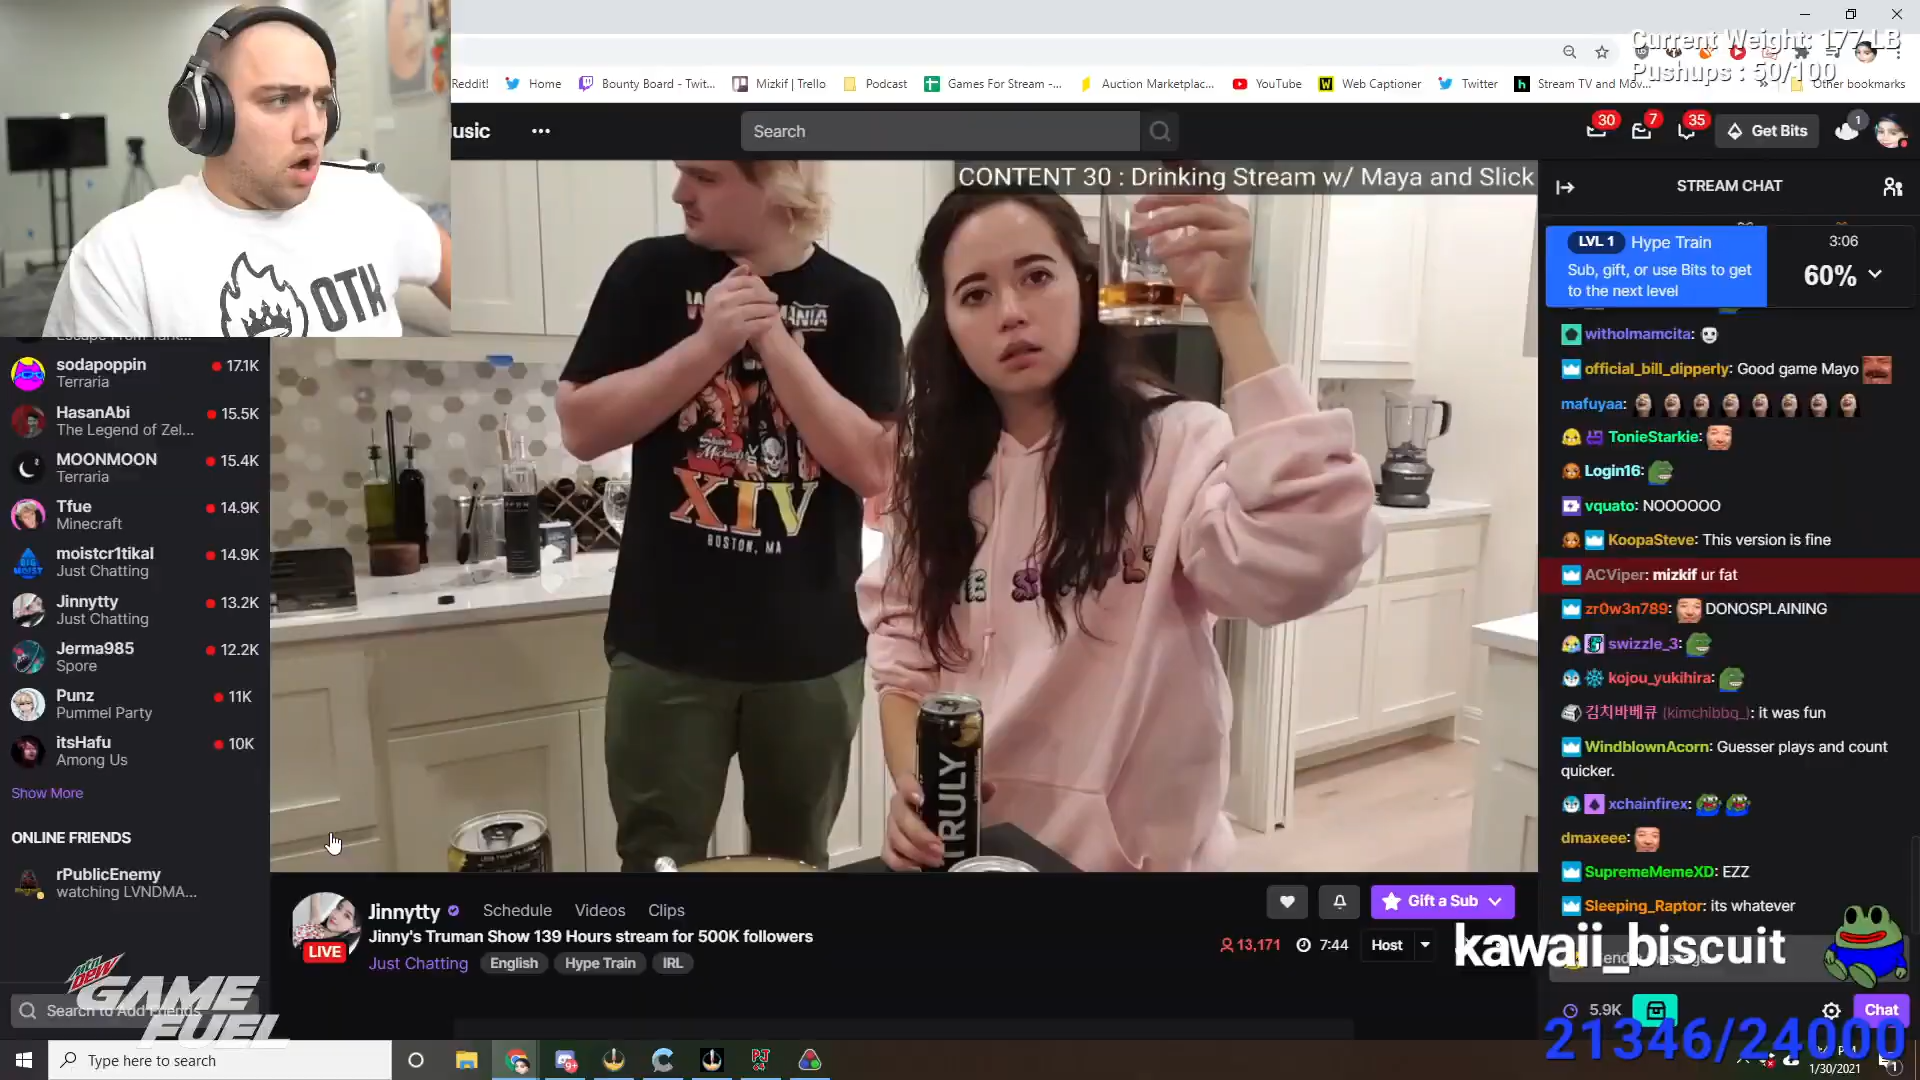 Current Weight: 177 LB
Pushups : 50/100
Reddit!
Home
Bounty Board - Twit...
Mizkif | Trello
Podcast
Games For Stream -...
Auction Marketplac...
YouTube
Web Captioner
Twitter
Stream TV and Mov...
Other bookmarks
usic
Search
30
7
35
Get Bits
1
OTK
CONTENT 30 : Drinking Stream w/ Maya and Slick
XIV
BOSTON, MA
TRULY
sodapoppin
17.1K
Terraria
HasanAbi
15.5K
The Legend of Zel...
MOONMOON
15.4K
Terraria
Tfue
14.9K
Minecraft
moistcr1tikal
14.9K
Just Chatting
Jinnytty
13.2K
Just Chatting
Jerma985
12.2K
Spore
Punz
11K
Pummel Party
itsHafu
10K
Among Us
Show More
ONLINE FRIENDS
rPublicEnemy
watching LVNDMA...
Search to Add Friends
GAME
FUEL
LIVE
Jinnytty
Schedule
Videos
Clips
Jinny's Truman Show 139 Hours stream for 500K followers
Just Chatting
English
Hype Train
IRL
Gift a Sub
13,171
7:44
Host
STREAM CHAT
LVL 1 Hype Train
Sub, gift, or use Bits to get
to the next level
3:06
60%
witholmamcita:
official_bill_dipperly: Good game Mayo
mafuyaa:
TonieStarkie:
Login16:
vquato: NOOOOOO
KoopaSteve: This version is fine
ACViper: mizkif ur fat
zr0w3n789: DONOSPLAINING
swizzle_3:
kojou_yukihira:
김치바베큐 (kimchibbq_): it was fun
WindblownAcorn: Guesser plays and count
quicker.
xchainfirex:
dmaxeee:
SupremeMemeXD: EZZ
Sleeping_Raptor: its whatever
kawaii_biscuit
5.9K
Chat
21346/24000
Type here to search
1/30/2021